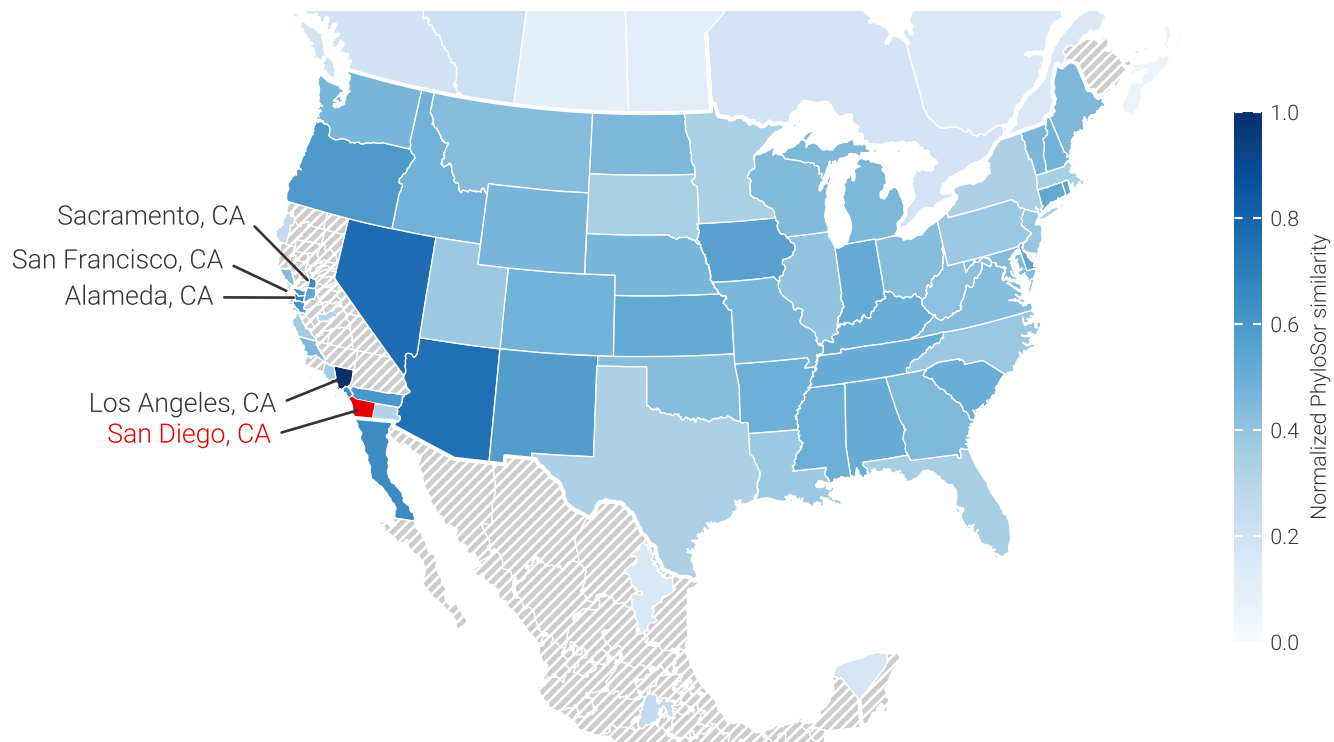 Sacramento, CA
San Francisco, CA
Alameda, CA
Los Angeles, CA
San Diego, CA
1.0
0.8
0.6
0.4
0.2
0.0
Normalized PhyloSor similarity